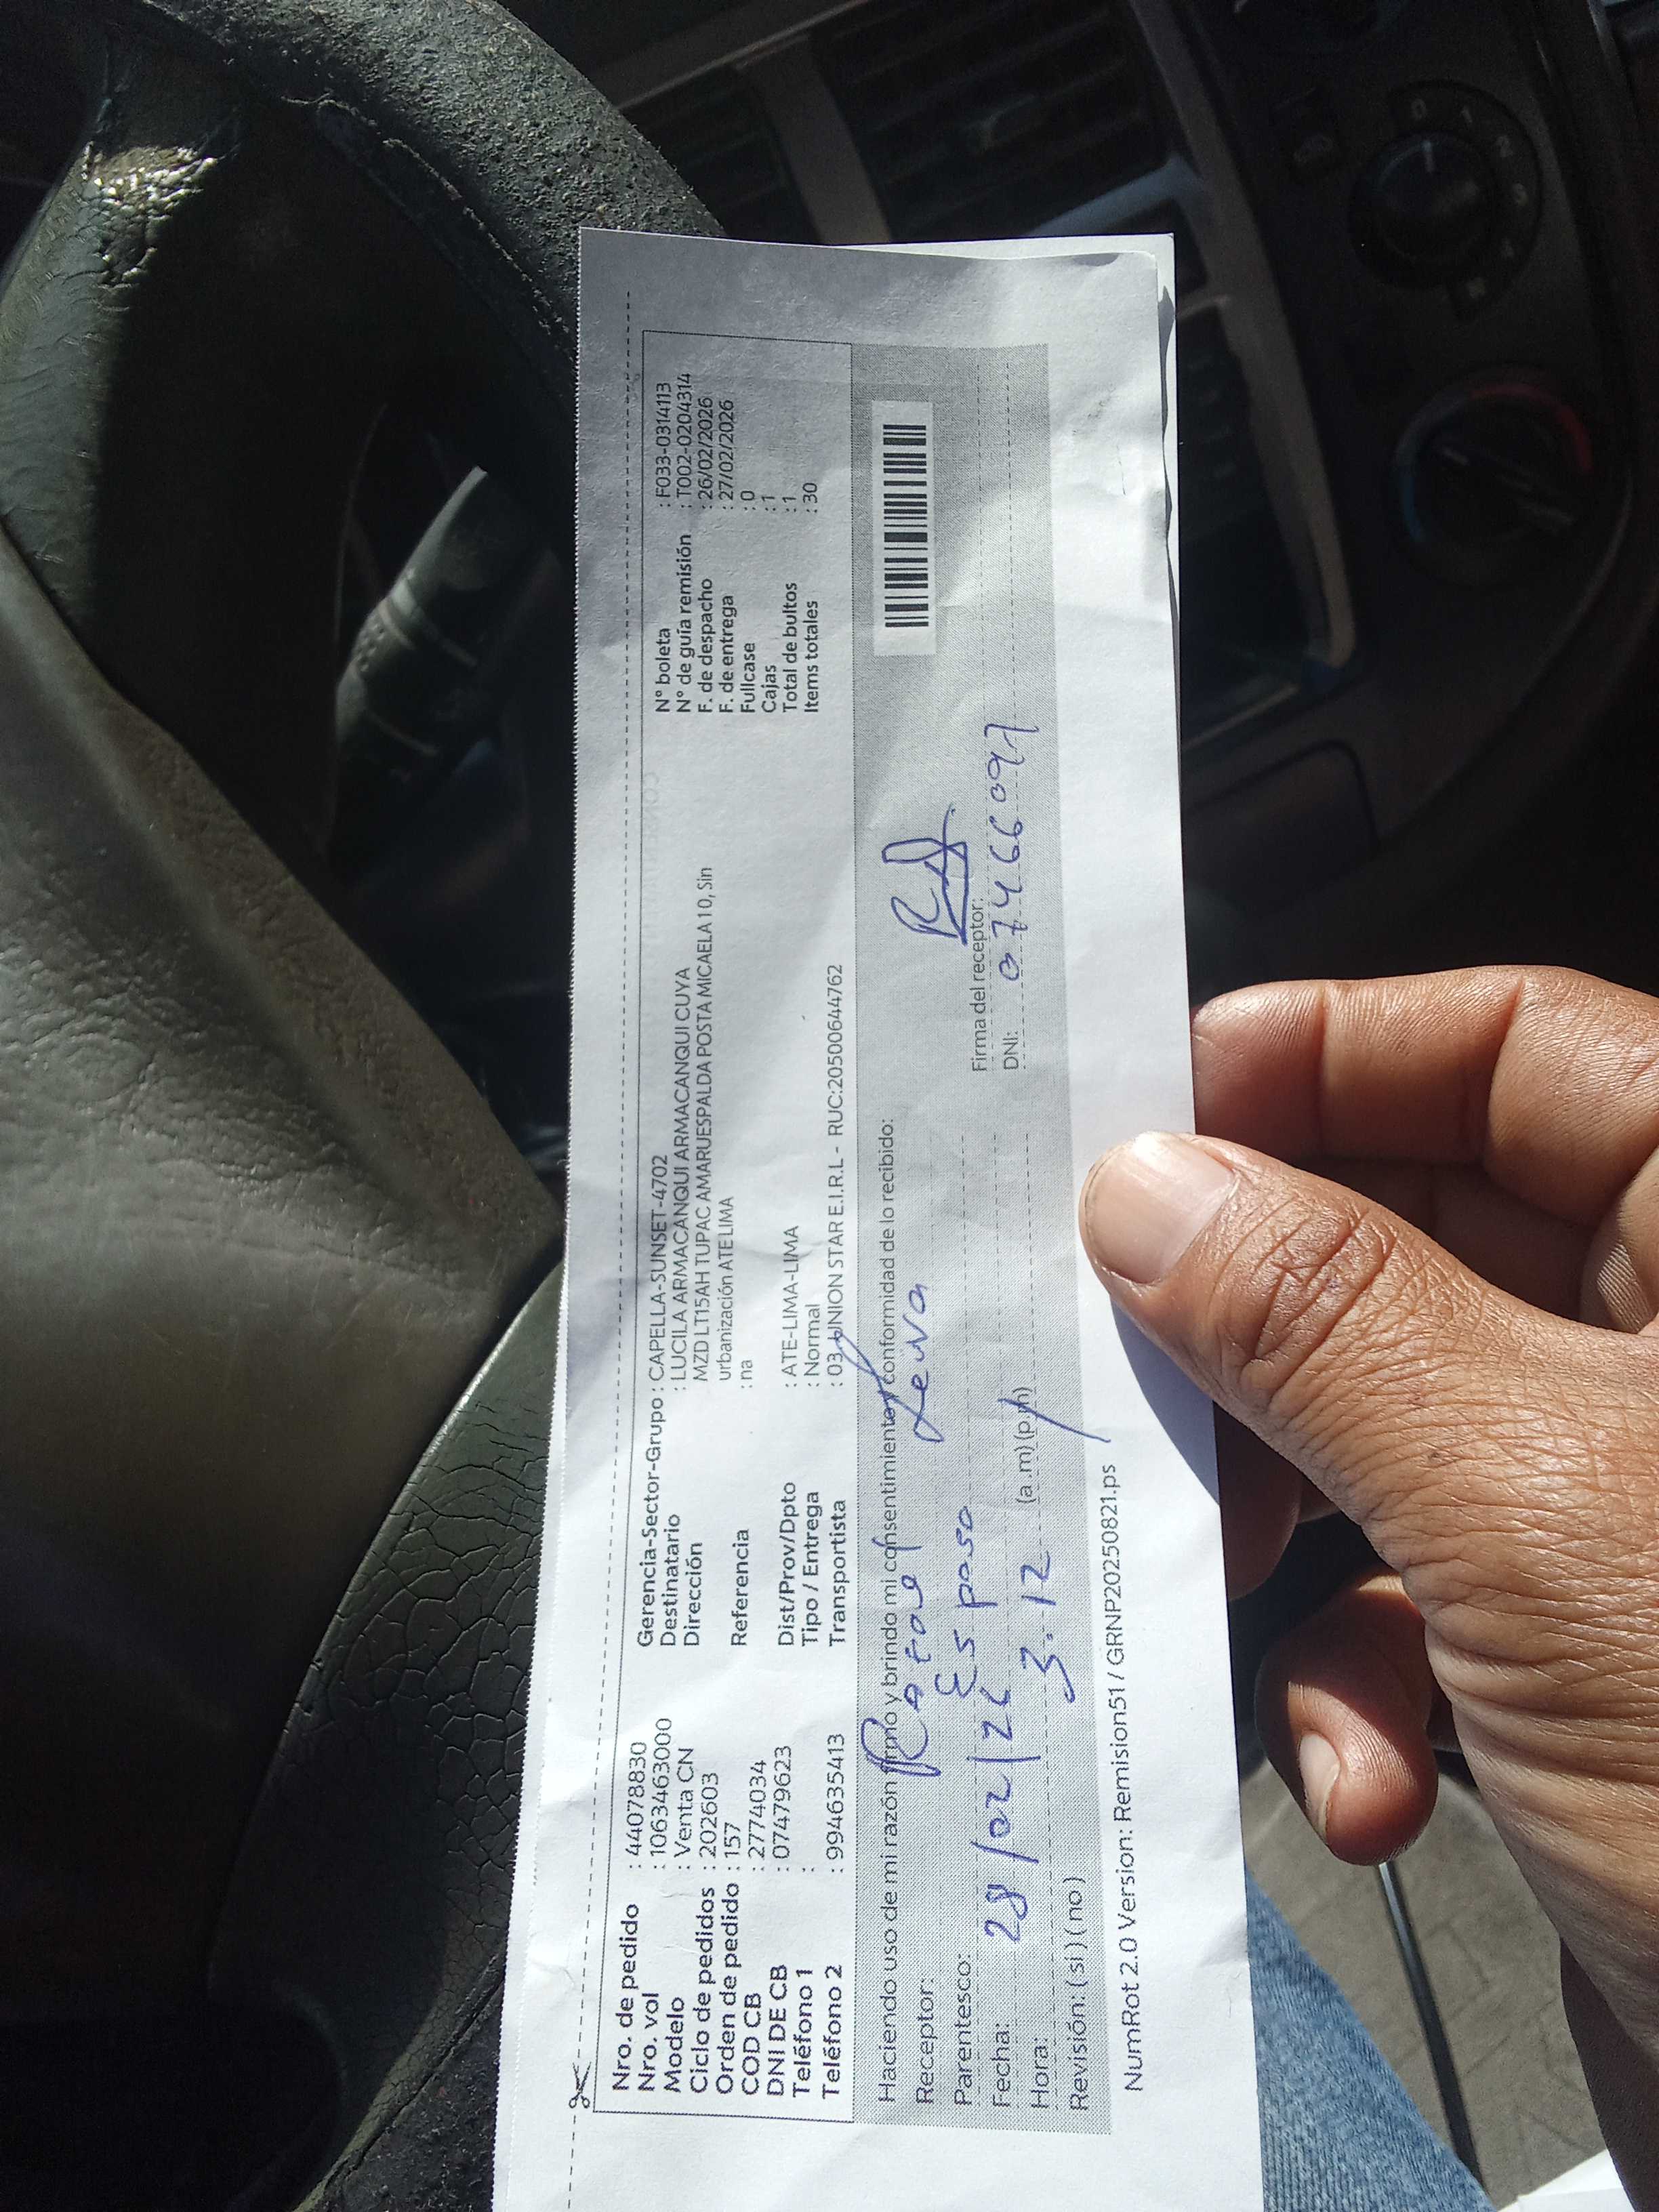 Nro. de pedido : 44078830
Nro. vol : 10634463000
Modelo : Venta CN
Ciclo de pedidos : 202603
Orden de pedido : 157
COD CB : 2774034
DNI DE CB : 07479623
Teléfono 1 :
Teléfono 2 : 994635413
Gerencia-Sector-Grupo : CAPELLA-SUNSET-4702
Destinatario : LUCILA ARMACANQUI ARMACANQUI CUYA
Dirección MZD LT15AH TUPAC AMARUESPALDA POSTA MICAELA 10, Sin
urbanización ATE LIMA
Referencia : na
Dist/Prov/Dpto : ATE-LIMA-LIMA
Tipo / Entrega : Normal
Transportista : 03 UNION STAR E.I.R.L - RUC:20500644762
N° boleta : F033-0314113
N° de guía remisión : T002-0204314
F. de despacho : 26/02/2026
F. de entrega : 27/02/2026
Fullcase : 0
Cajas : 1
Total de bultos : 1
Items totales : 30
Haciendo uso de mi razón firmo y brindo mi consentimiento y conformidad de lo recibido:
Receptor:
Parentesco: Esposo
Fecha: 28/02/26
Hora: 3.12 (a.m) (p.m)
Revisión: (si) (no)
Firma del receptor:
DNI: 07466097
NumRot 2.0 Version: Remision51 / GRNP20250821.ps